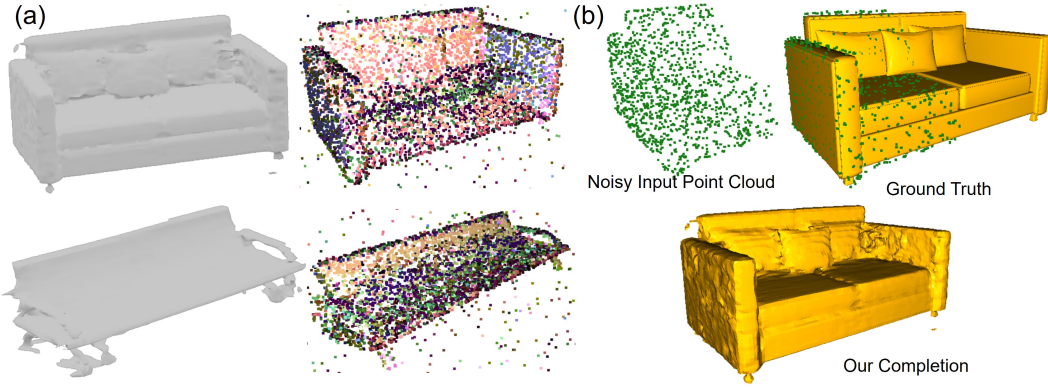 (a)
(b)
Noisy Input Point Cloud
Ground Truth
Our Completion